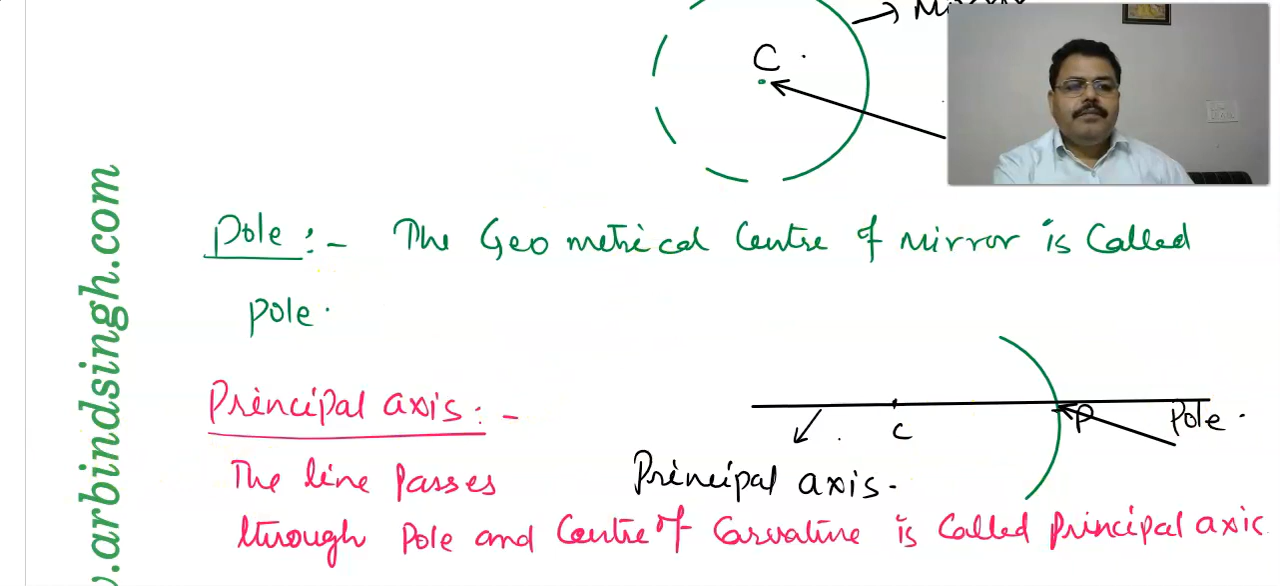 C
Pole :- The Geometrical Centre of Mirror is Called
Pole.
Principal axis :-
C
P
Pole.
The line Passes
Principal axis.
through Pole and Centre of Curvature is Called Principal axis
.arbindsingh.com